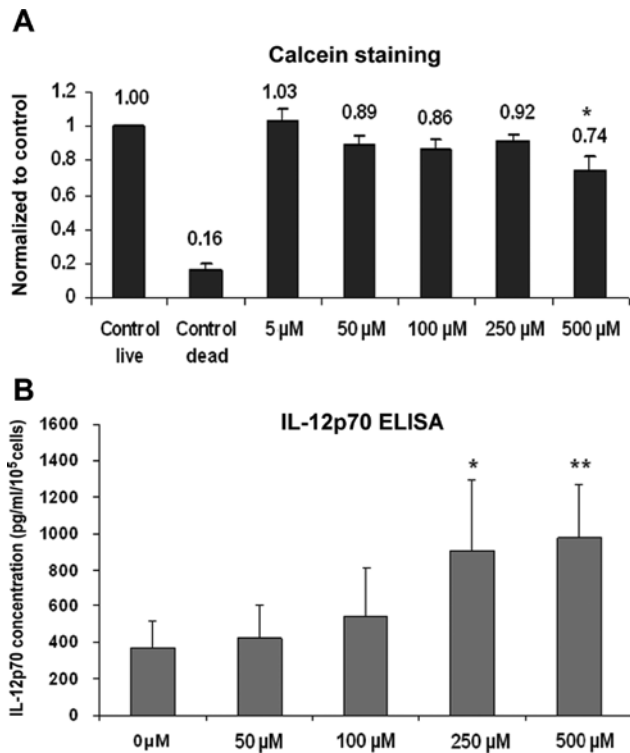 A
Calcein staining
Normalized to control
1.2
1
0.8
0.6
0.4
0.2
0
1.00
0.16
1.03
0.89
0.86
0.92
*
0.74
Control live
Control dead
5 µM
50 µM
100 µM
250 µM
500 µM
B
IL-12p70 ELISA
IL-12p70 concentration (pg/ml/10⁵cells)
1600
1400
1200
1000
800
600
400
200
0
*
**
0µM
50 µM
100 µM
250 µM
500 µM